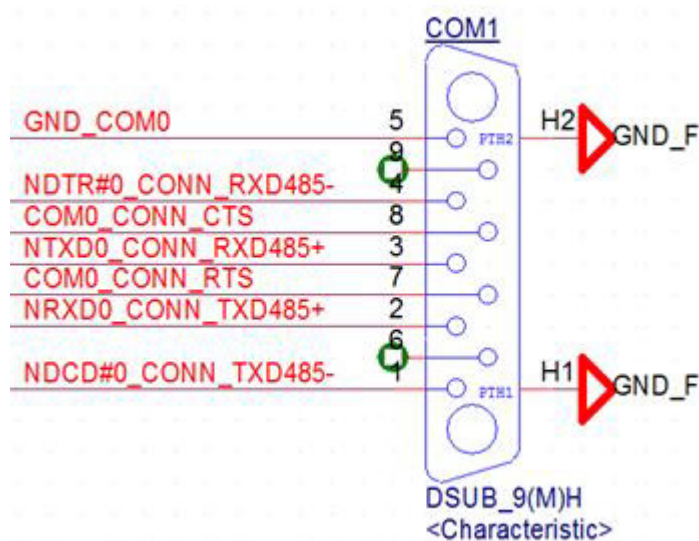 COM1
GND_COM0 5 PTH2 H2 GND_F
9
NDTR#0_CONN_RXD485- 4
COM0_CONN_CTS 8
NTXD0_CONN_RXD485+ 3
COM0_CONN_RTS 7
NRXD0_CONN_TXD485+ 2
6
NDCD#0_CONN_TXD485- 1 PTH1 H1 GND_F
DSUB_9(M)H
<Characteristic>